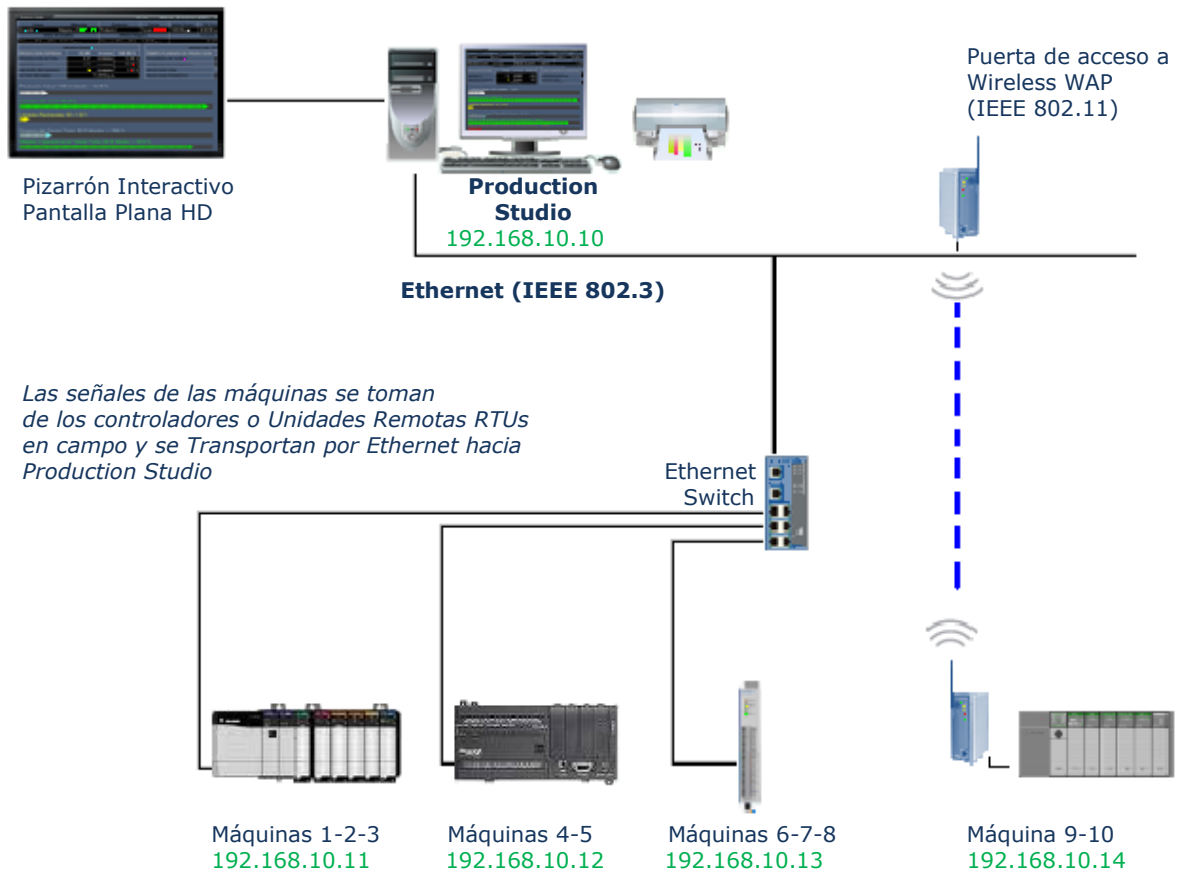 Puerta de acceso a
Wireless WAP
(IEEE 802.11)
Pizarrón Interactivo
Pantalla Plana HD
Production
Studio
192.168.10.10
Ethernet (IEEE 802.3)
Las señales de las máquinas se toman
de los controladores o Unidades Remotas RTUs
en campo y se Transportan por Ethernet hacia
Production Studio
Ethernet
Switch
Máquinas 1-2-3
192.168.10.11
Máquinas 4-5
192.168.10.12
Máquinas 6-7-8
192.168.10.13
Máquina 9-10
192.168.10.14